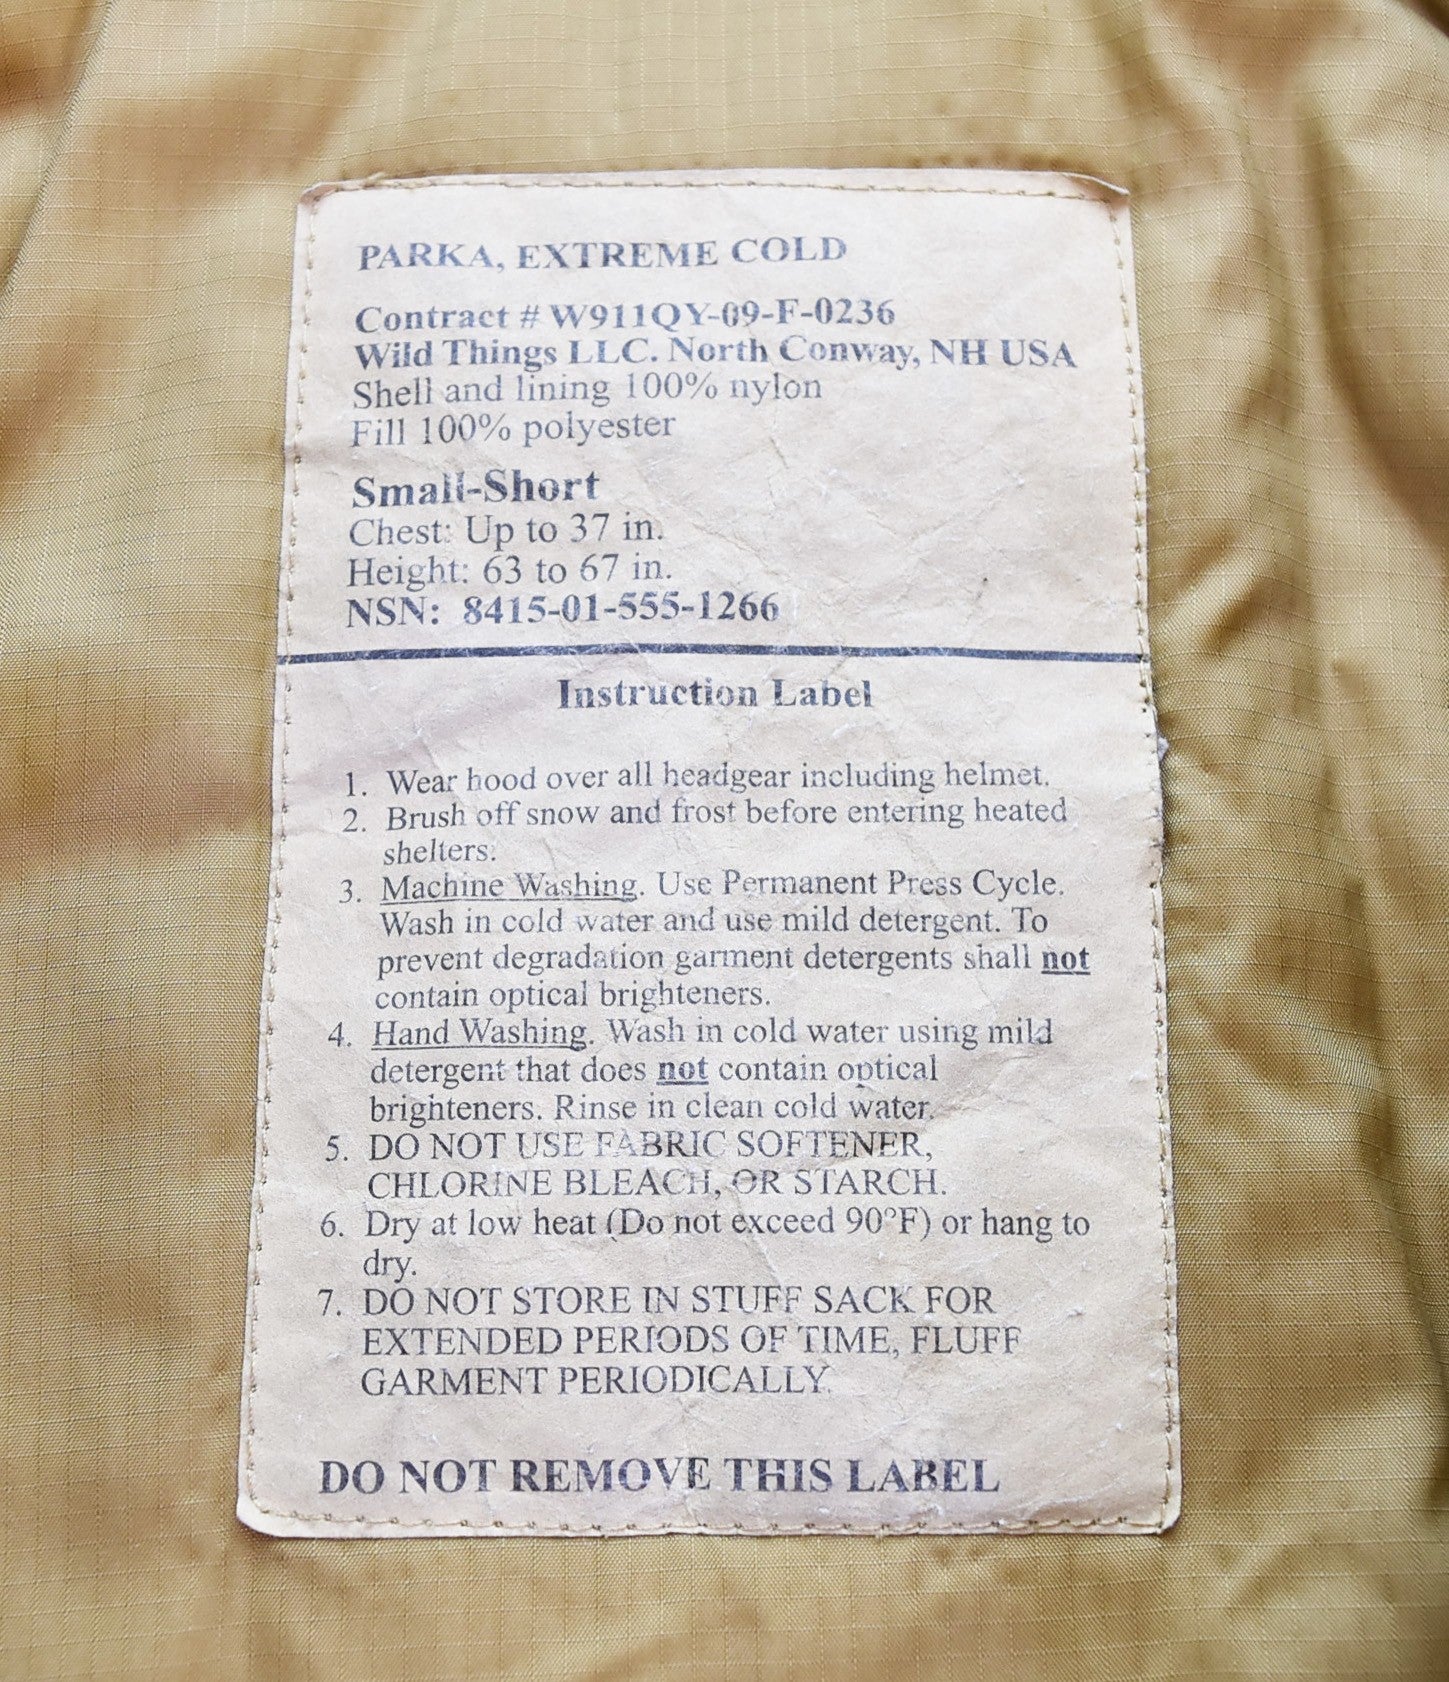 PARKA, EXTREME COLD
Contract # W911QY-09-F-0236
Wild Things LLC. North Conway, NH USA
Shell and lining 100% nylon
Fill 100% polyester
Small-Short
Chest: Up to 37 in.
Height: 63 to 67 in.
NSN: 8415-01-555-1266
Instruction Label
1. Wear hood over all headgear including helmet.
2. Brush off snow and frost before entering heated
shelters.
3. Machine Washing. Use Permanent Press Cycle.
Wash in cold water and use mild detergent. To
prevent degradation garment detergents shall not
contain optical brighteners.
4. Hand Washing. Wash in cold water using mild
detergent that does not contain optical
brighteners. Rinse in clean cold water.
5. DO NOT USE FABRIC SOFTENER,
CHLORINE BLEACH, OR STARCH.
6. Dry at low heat (Do not exceed 90°F) or hang to
dry.
7. DO NOT STORE IN STUFF SACK FOR
EXTENDED PERIODS OF TIME, FLUFF
GARMENT PERIODICALLY.
DO NOT REMOVE THIS LABEL